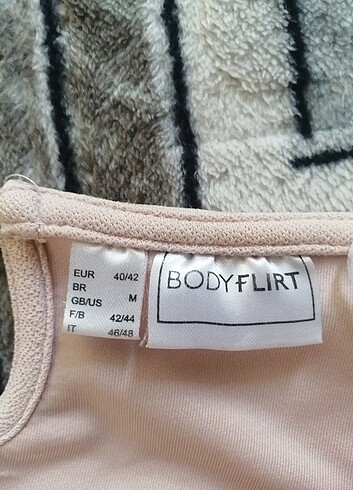 EUR 40/42
BR
GB/US M
F/B 42/44
IT 46/48
BODYFLIRT